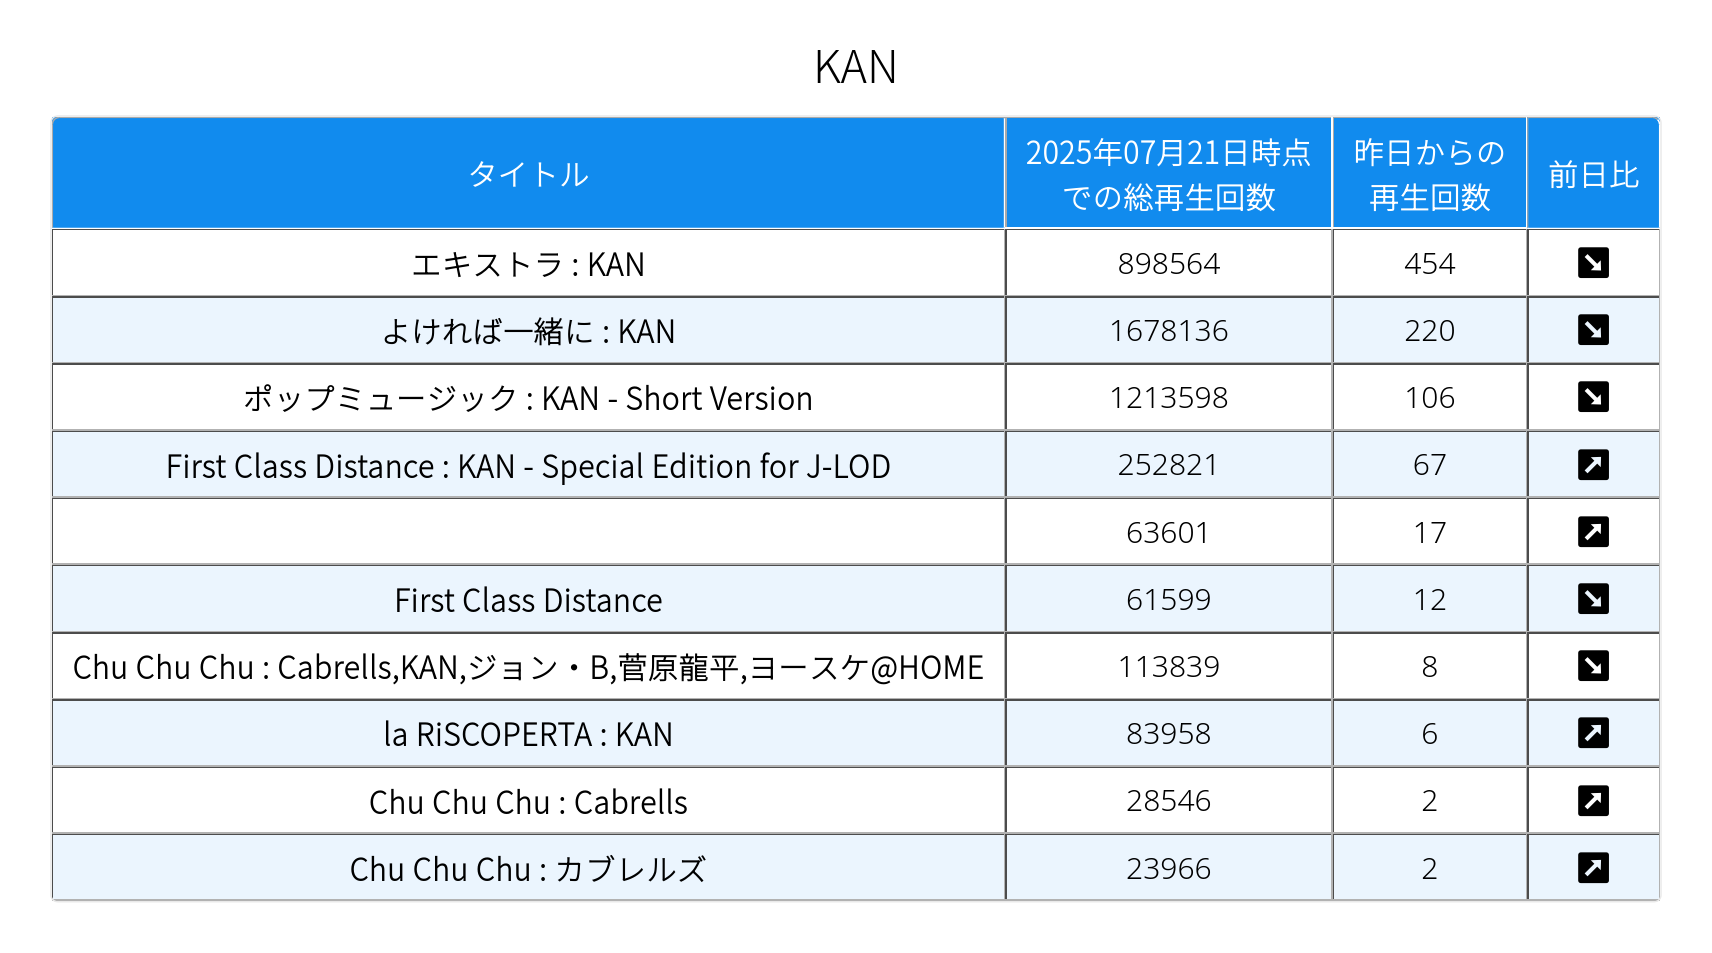 KAN
タイトル
2025年07月21日時点
での総再生回数
昨日からの
再生回数
前日比
エキストラ : KAN 898564 454
よければ一緒に : KAN 1678136 220
ポップミュージック : KAN - Short Version 1213598 106
First Class Distance : KAN - Special Edition for J-LOD 252821 67
63601 17
First Class Distance 61599 12
Chu Chu Chu : Cabrells,KAN,ジョン・B,菅原龍平,ヨースケ@HOME 113839 8
la RiSCOPERTA : KAN 83958 6
Chu Chu Chu : Cabrells 28546 2
Chu Chu Chu : カブレルズ 23966 2